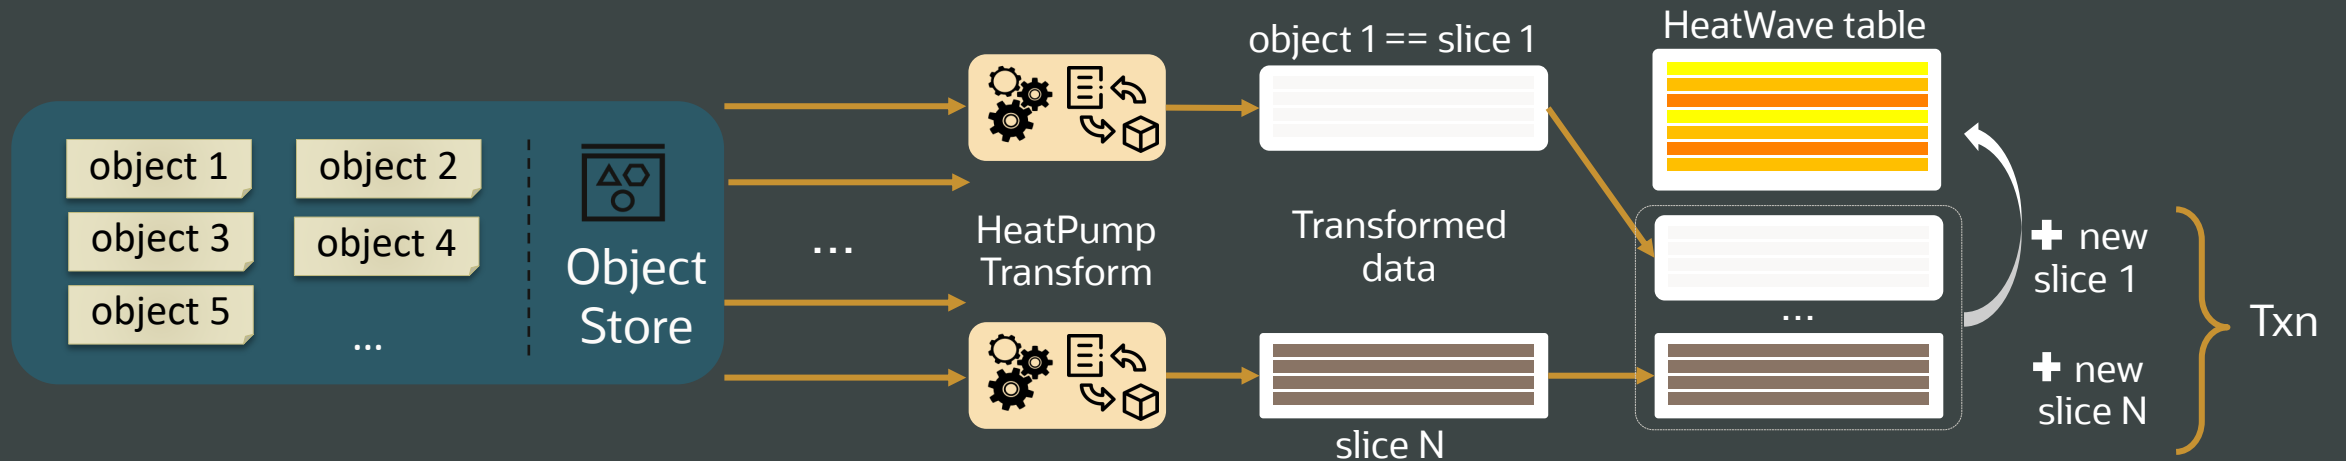 object 1
object 2
object 3
object 4
object 5
...
Object
Store
...
HeatPump
Transform
object 1 == slice 1
Transformed
data
slice N
HeatWave table
...
+ new
slice 1
+ new
slice N
Txn